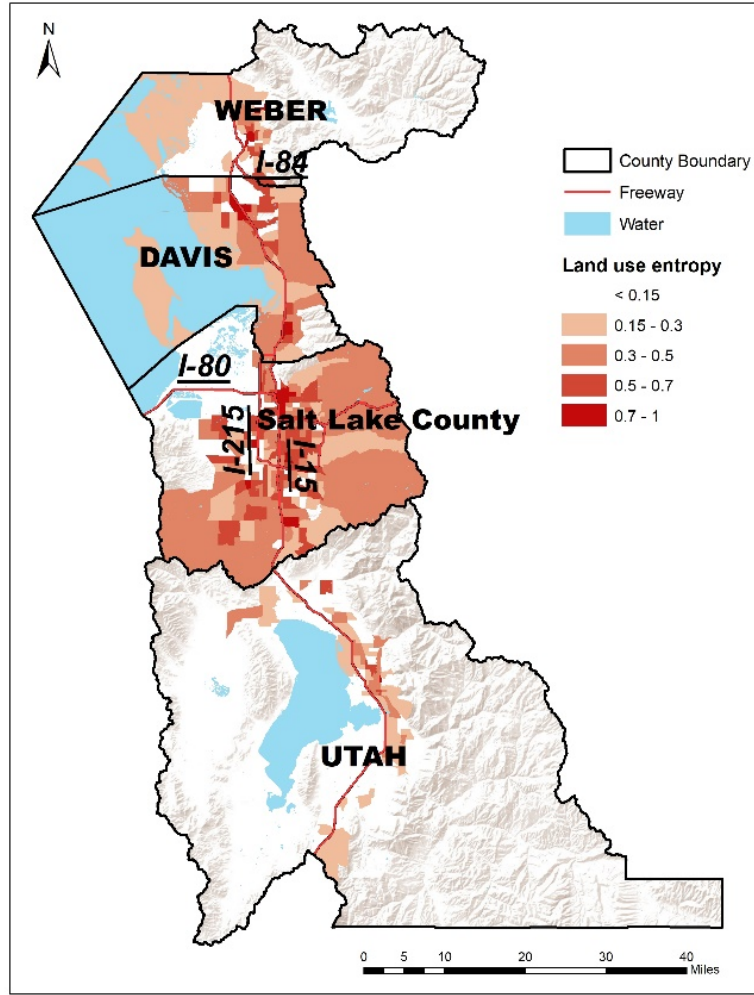 N
WEBER
I-84
DAVIS
I-80
I-215
I-15
Salt Lake County
UTAH
County Boundary
Freeway
Water
Land use entropy
< 0.15
0.15 - 0.3
0.3 - 0.5
0.5 - 0.7
0.7 - 1
0 5 10 20 30 40
Miles